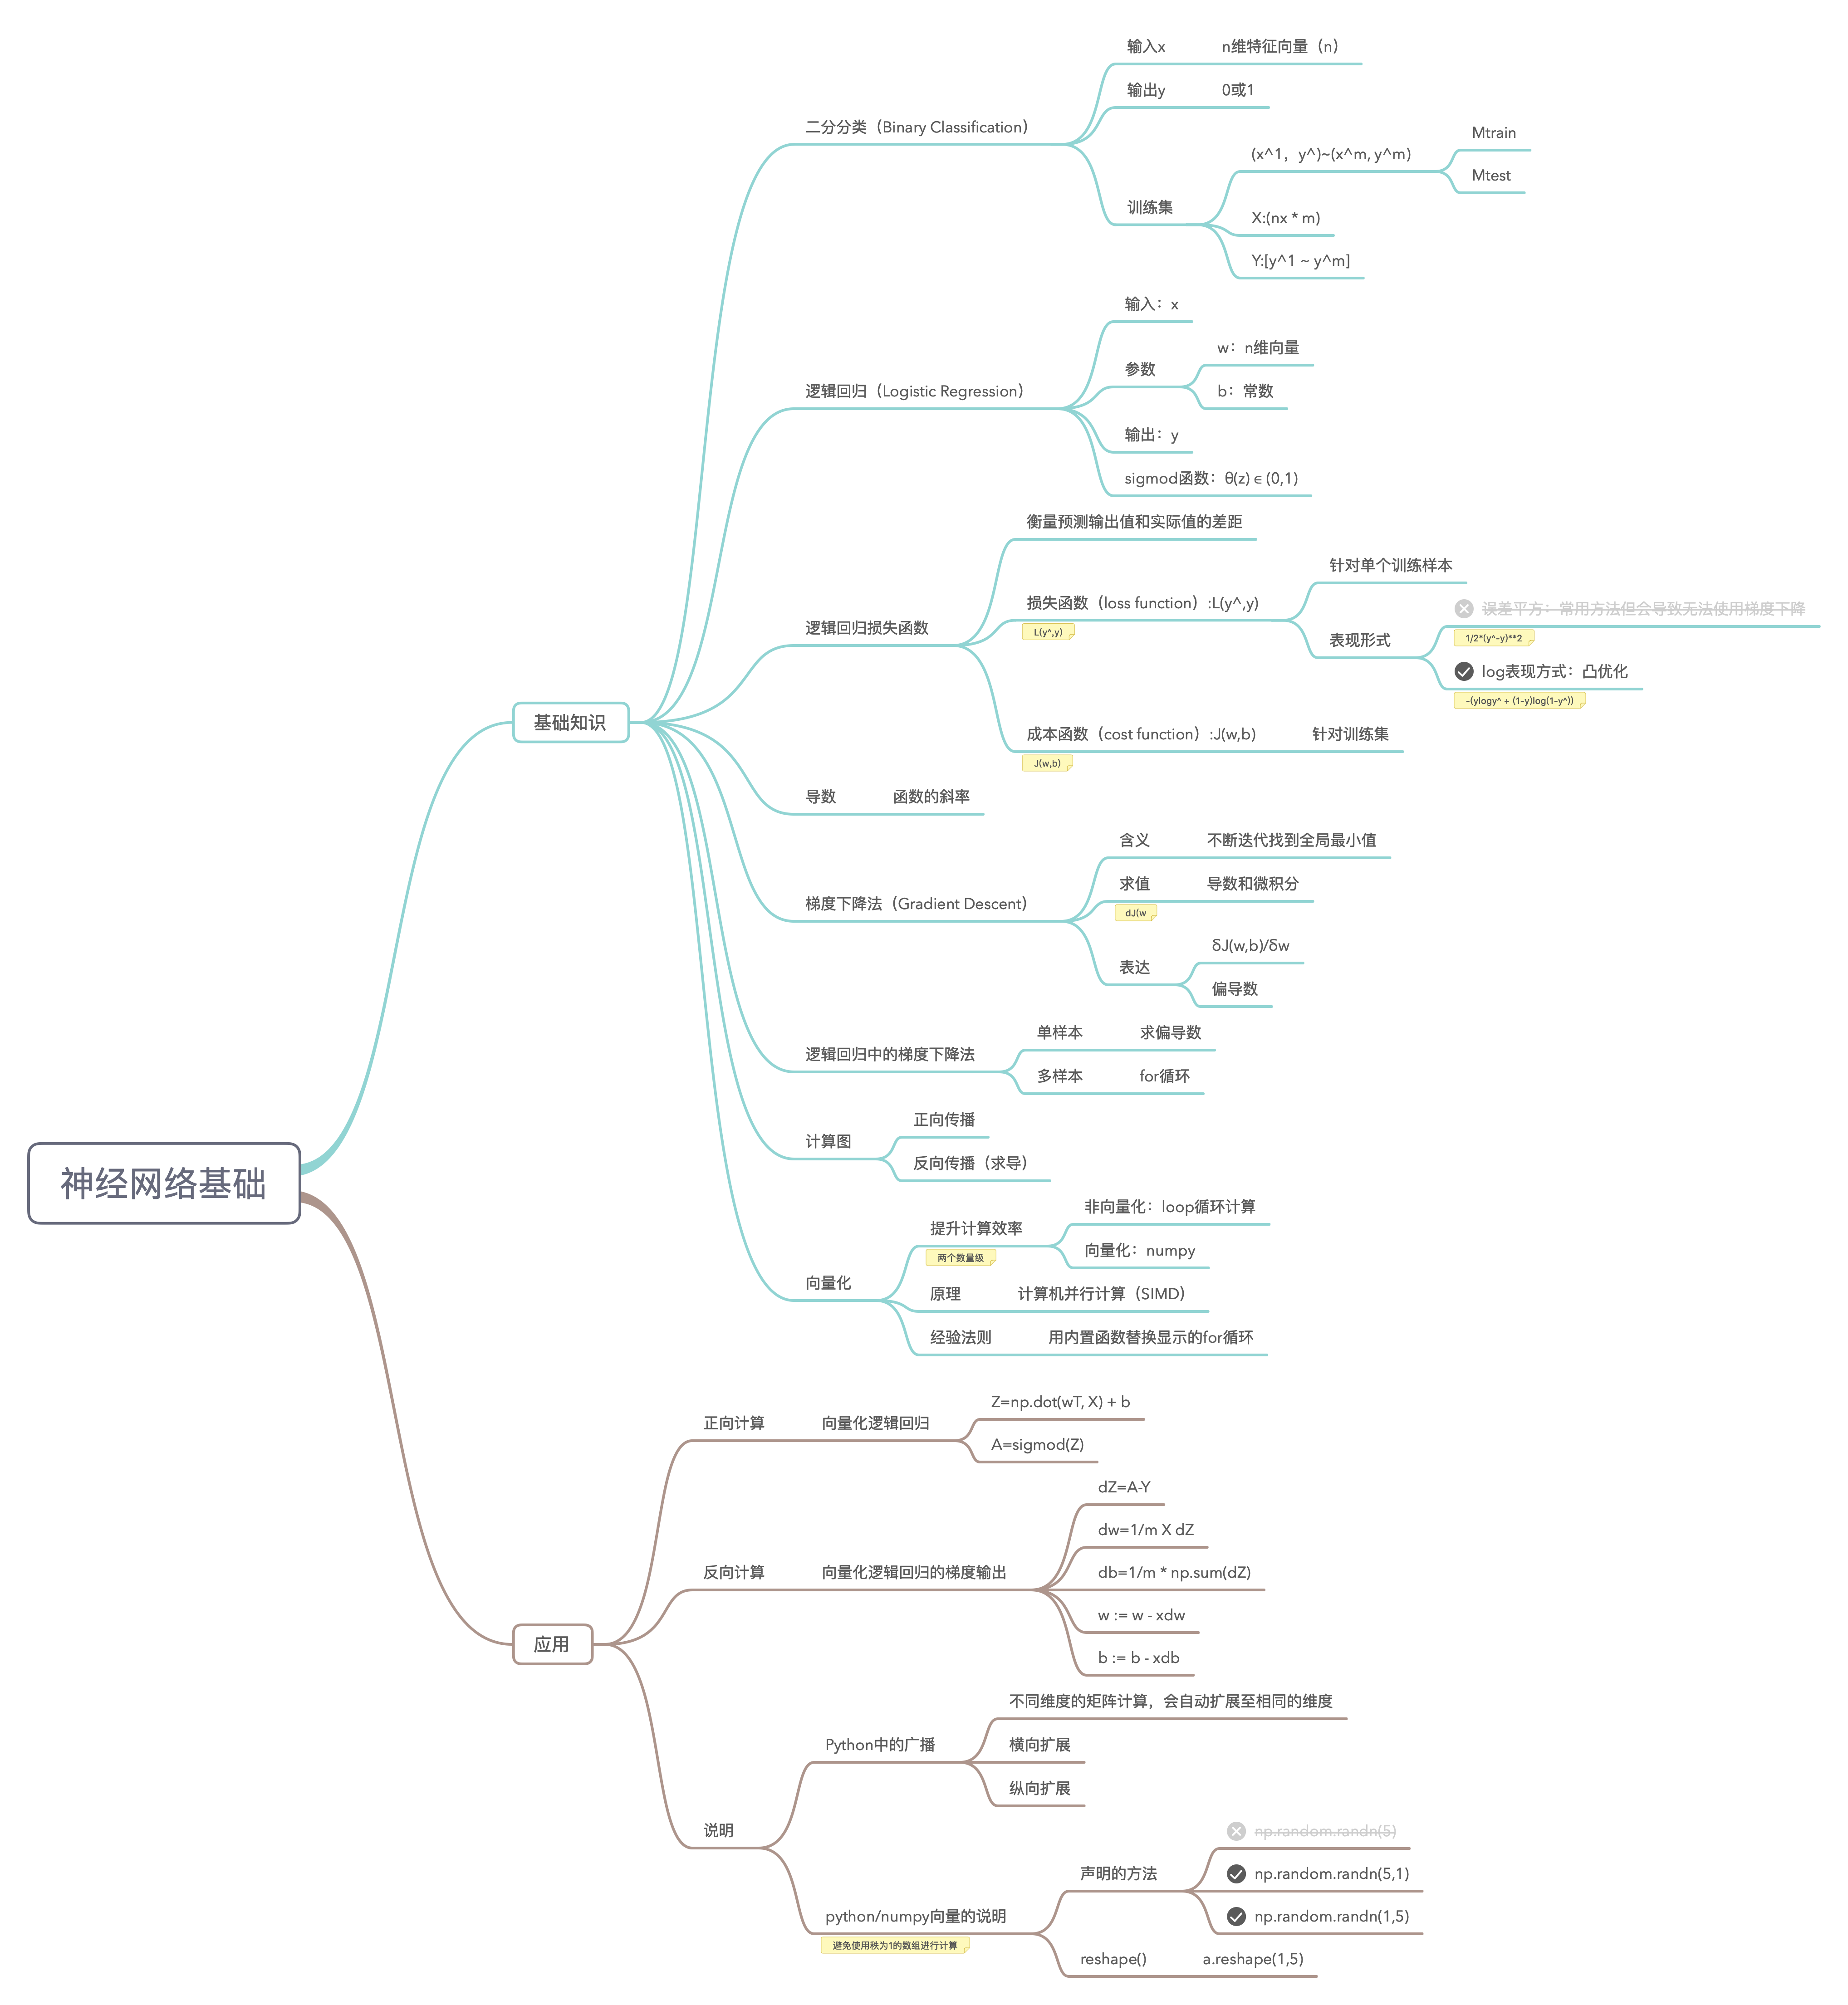 神经网络基础
基础知识
二分分类（Binary Classification）
输入x
n维特征向量（n）
输出y
0或1
训练集
(x^1，y^)~(x^m, y^m)
Mtrain
Mtest
X:(nx * m)
Y:[y^1 ~ y^m]
逻辑回归（Logistic Regression）
输入：x
参数
w：n维向量
b：常数
输出：y
sigmod函数：θ(z) ∈ (0,1)
逻辑回归损失函数
衡量预测输出值和实际值的差距
损失函数（loss function）:L(y^,y)
L(y^,y)
针对单个训练样本
表现形式
误差平方：常用方法但会导致无法使用梯度下降
1/2*(y^-y)**2
log表现方式：凸优化
-(ylogy^ + (1-y)log(1-y^))
成本函数（cost function）:J(w,b)
J(w,b)
针对训练集
导数
函数的斜率
梯度下降法（Gradient Descent）
含义
不断迭代找到全局最小值
求值
dJ(w
导数和微积分
表达
δJ(w,b)/δw
偏导数
逻辑回归中的梯度下降法
单样本
求偏导数
多样本
for循环
计算图
正向传播
反向传播（求导）
向量化
提升计算效率
两个数量级
非向量化：loop循环计算
向量化：numpy
原理
计算机并行计算（SIMD）
经验法则
用内置函数替换显示的for循环
应用
正向计算
向量化逻辑回归
Z=np.dot(wT, X) + b
A=sigmod(Z)
反向计算
向量化逻辑回归的梯度输出
dZ=A-Y
dw=1/m X dZ
db=1/m * np.sum(dZ)
w := w - xdw
b := b - xdb
说明
Python中的广播
不同维度的矩阵计算，会自动扩展至相同的维度
横向扩展
纵向扩展
python/numpy向量的说明
避免使用秩为1的数组进行计算
声明的方法
np.random.randn(5)
np.random.randn(5,1)
np.random.randn(1,5)
reshape()
a.reshape(1,5)